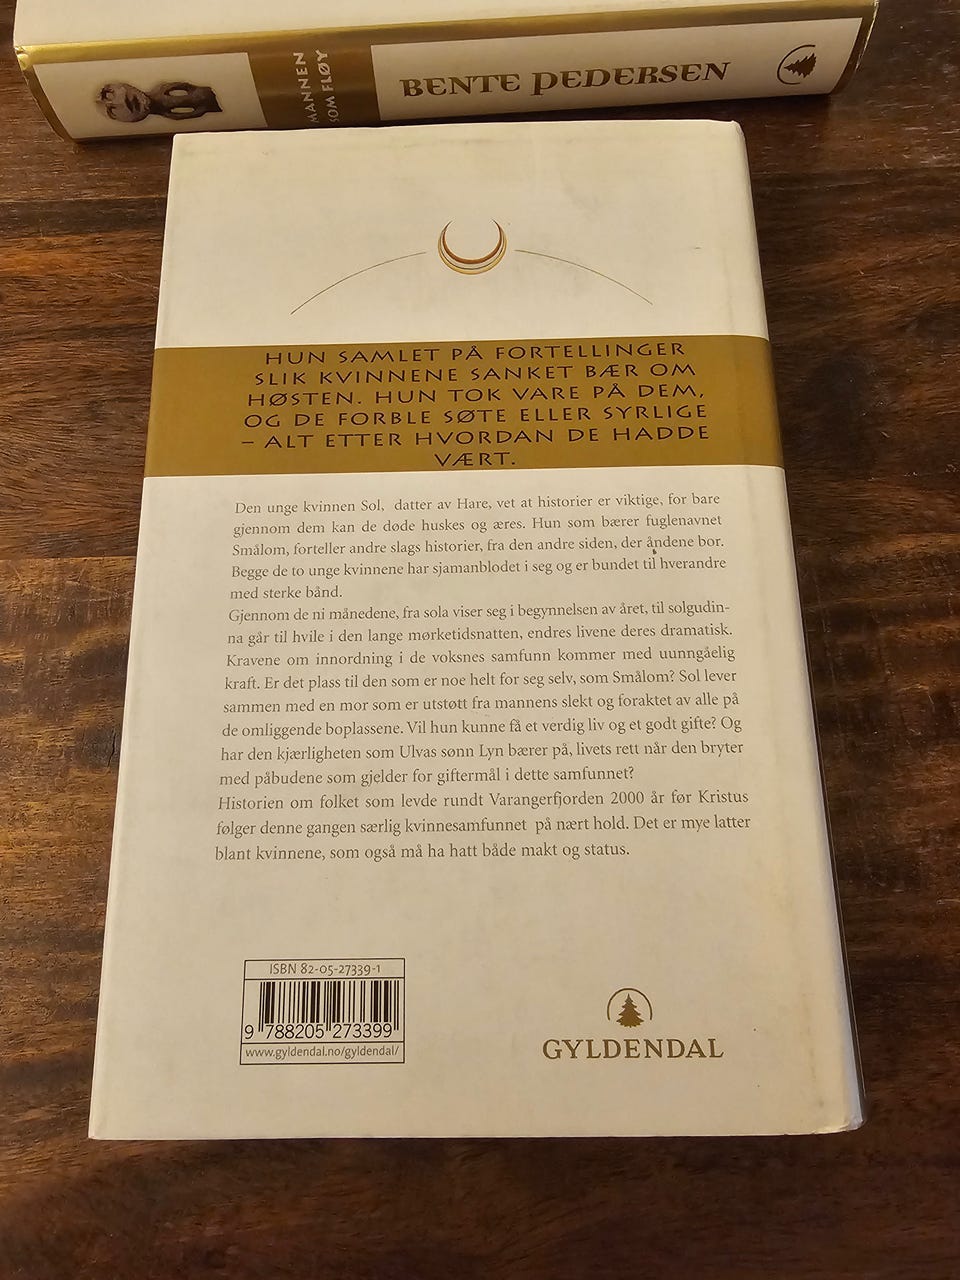 MANNEN
SOM FLØY
BENTE PEDERSEN
HUN SAMLET PÅ FORTELLINGER
SLIK KVINNENE SANKET BÆR OM
HØSTEN. HUN TOK VARE PÅ DEM,
OG DE FORBLE SØTE ELLER SYRLIGE
– ALT ETTER HVORDAN DE HADDE
VÆRT.
Den unge kvinnen Sol, datter av Hare, vet at historier er viktige, for bare
gjennom dem kan de døde huskes og æres. Hun som bærer fuglenavnet
Smålom, forteller andre slags historier, fra den andre siden, der åndene bor.
Begge de to unge kvinnene har sjamanblodet i seg og er bundet til hverandre
med sterke bånd.
Gjennom de ni månedene, fra sola viser seg i begynnelsen av året, til solgudin-
na går til hvile i den lange mørketidsnatten, endres livene deres dramatisk.
Kravene om innordning i de voksnes samfunn kommer med uunngåelig
kraft. Er det plass til den som er noe helt for seg selv, som Smålom? Sol lever
sammen med en mor som er utstøtt fra mannens slekt og foraktet av alle på
de omliggende boplassene. Vil hun kunne få et verdig liv og et godt gifte? Og
har den kjærligheten som Ulvas sønn Lyn bærer på, livets rett når den bryter
med påbudene som gjelder for giftermål i dette samfunnet?
Historien om folket som levde rundt Varangerfjorden 2000 år før Kristus
følger denne gangen særlig kvinnesamfunnet på nært hold. Det er mye latter
blant kvinnene, som også må ha hatt både makt og status.
ISBN 82-05-27339-1
9 788205 273399
www.gyldendal.no/gyldendal/
GYLDENDAL